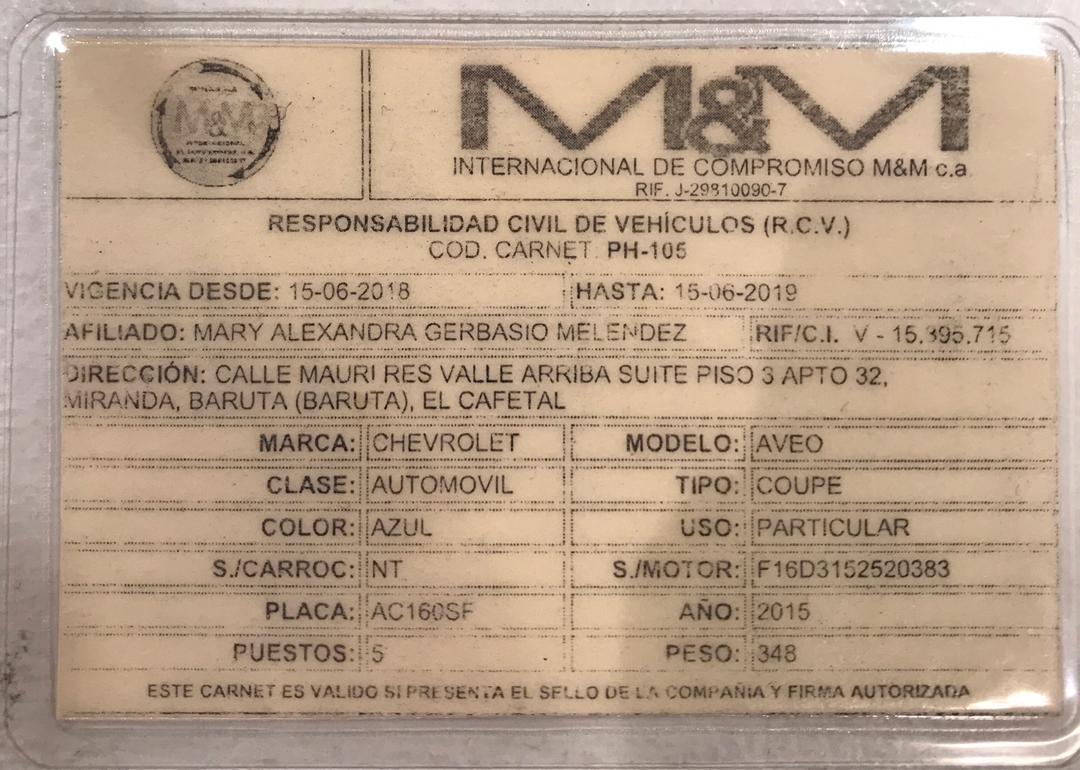 M&M
M&M
INTERNACIONAL DE COMPROMISO M&M c.a
RIF. J-29810090-7
RESPONSABILIDAD CIVIL DE VEHÍCULOS (R.C.V.)
COD. CARNET: PH-105
VIGENCIA DESDE: 15-06-2018 HASTA: 15-06-2019
AFILIADO: MARY ALEXANDRA GERBASIO MELENDEZ RIF/C.I. V - 15.395.715
DIRECCIÓN: CALLE MAURI RES VALLE ARRIBA SUITE PISO 3 APTO 32,
MIRANDA, BARUTA (BARUTA), EL CAFETAL
MARCA: CHEVROLET MODELO: AVEO
CLASE: AUTOMOVIL TIPO: COUPE
COLOR: AZUL USO: PARTICULAR
S./CARROC: NT S./MOTOR: F16D3152520383
PLACA: AC160SF AÑO: 2015
PUESTOS: 5 PESO: 348
ESTE CARNET ES VALIDO SI PRESENTA EL SELLO DE LA COMPAÑIA Y FIRMA AUTORIZADA